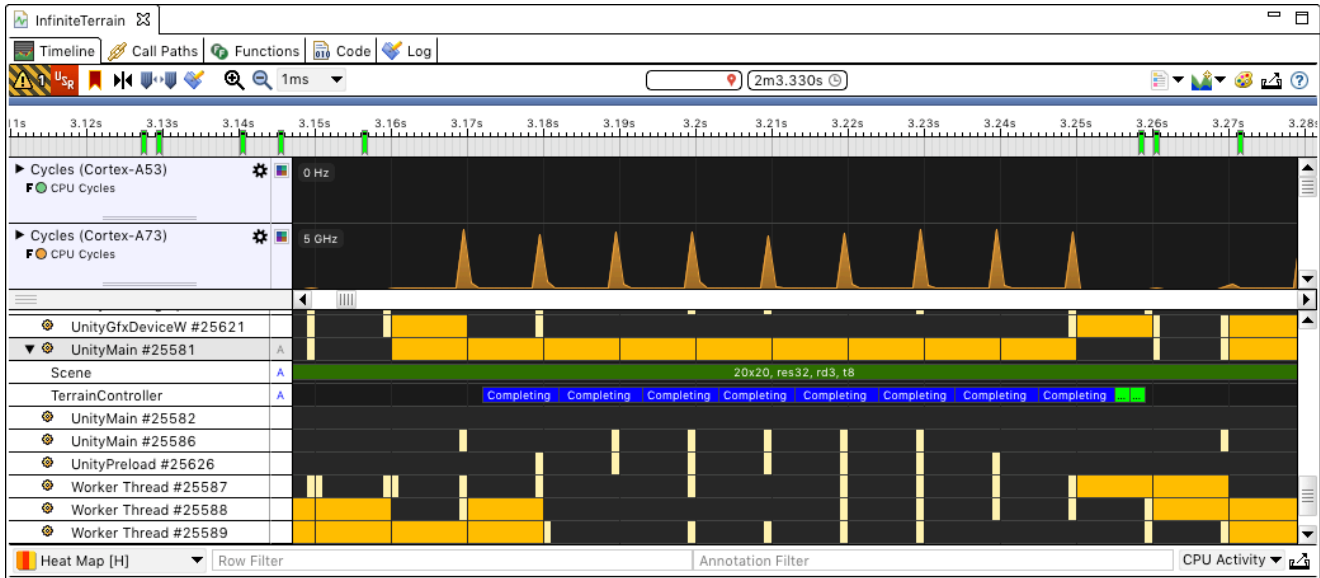 InfiniteTerrain
Timeline Call Paths Functions Code Log
1 USR 1ms 2m3.330s
11s 3.12s 3.13s 3.14s 3.15s 3.16s 3.17s 3.18s 3.19s 3.2s 3.21s 3.22s 3.23s 3.24s 3.25s 3.26s 3.27s 3.28s
Cycles (Cortex-A53)
F CPU Cycles
0 Hz
Cycles (Cortex-A73)
F CPU Cycles
5 GHz
UnityGfxDeviceW #25621
UnityMain #25581 A
Scene A 20x20, res32, rd3, t8
TerrainController A Completing Completing Completing Completing Completing Completing Completing Completing ... ...
UnityMain #25582
UnityMain #25586
UnityPreload #25626
Worker Thread #25587
Worker Thread #25588
Worker Thread #25589
Heat Map [H] Row Filter Annotation Filter CPU Activity